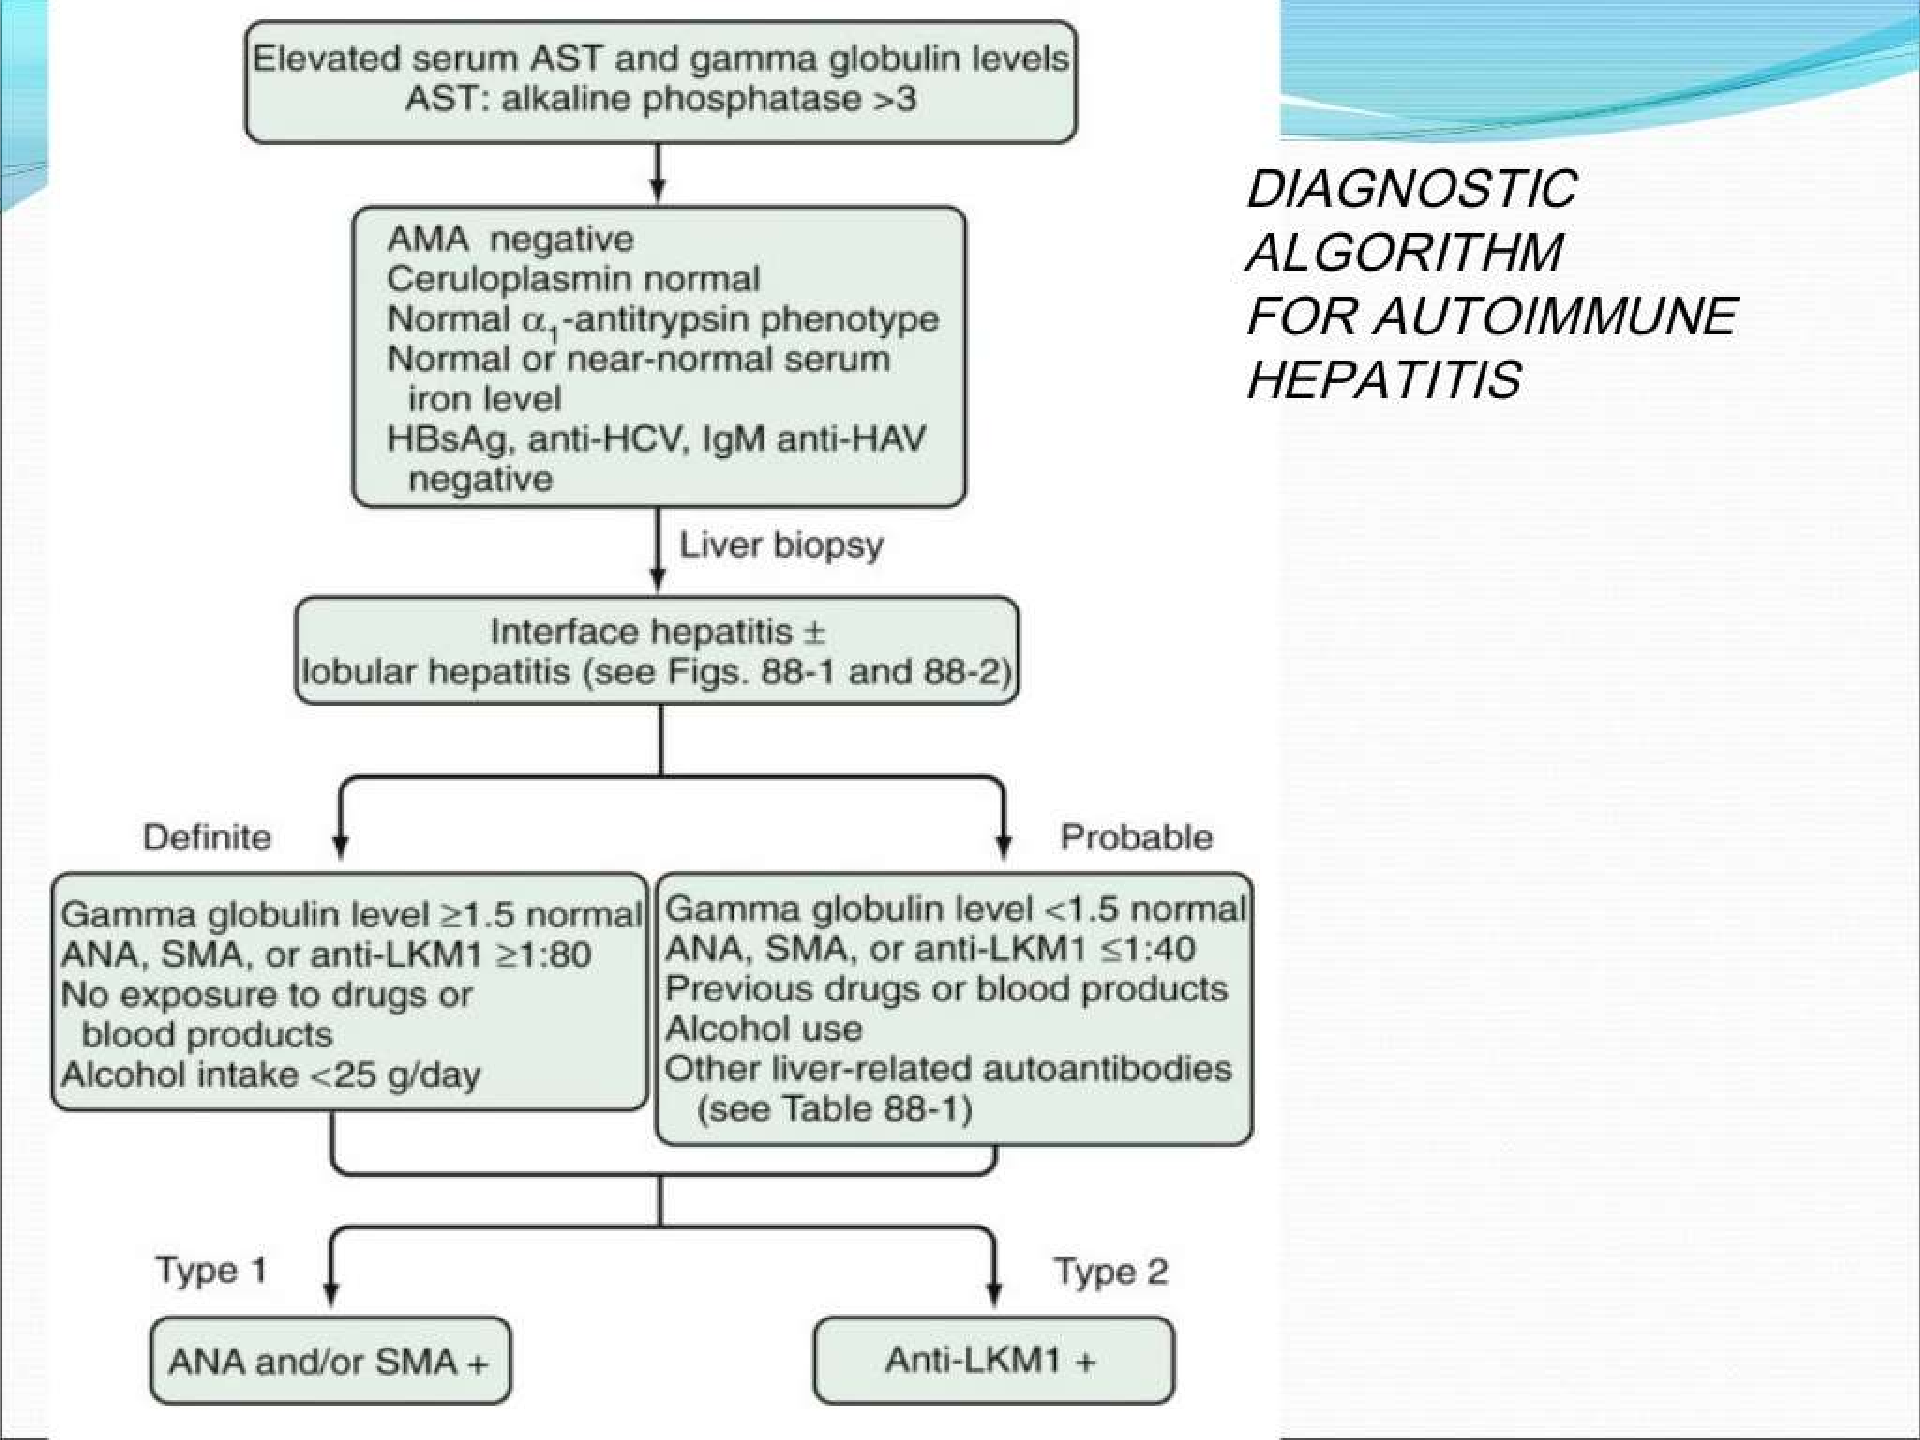 Elevated serum AST and gamma globulin levels
AST: alkaline phosphatase >3
DIAGNOSTIC
ALGORITHM
FOR AUTOIMMUNE
HEPATITIS
AMA negative
Ceruloplasmin normal
Normal α₁-antitrypsin phenotype
Normal or near-normal serum
iron level
HBsAg, anti-HCV, IgM anti-HAV
negative
Liver biopsy
Interface hepatitis ±
lobular hepatitis (see Figs. 88-1 and 88-2)
Definite
Gamma globulin level ≥1.5 normal
ANA, SMA, or anti-LKM1 ≥1:80
No exposure to drugs or
blood products
Alcohol intake <25 g/day
Probable
Gamma globulin level <1.5 normal
ANA, SMA, or anti-LKM1 ≤1:40
Previous drugs or blood products
Alcohol use
Other liver-related autoantibodies
(see Table 88-1)
Type 1
ANA and/or SMA +
Type 2
Anti-LKM1 +